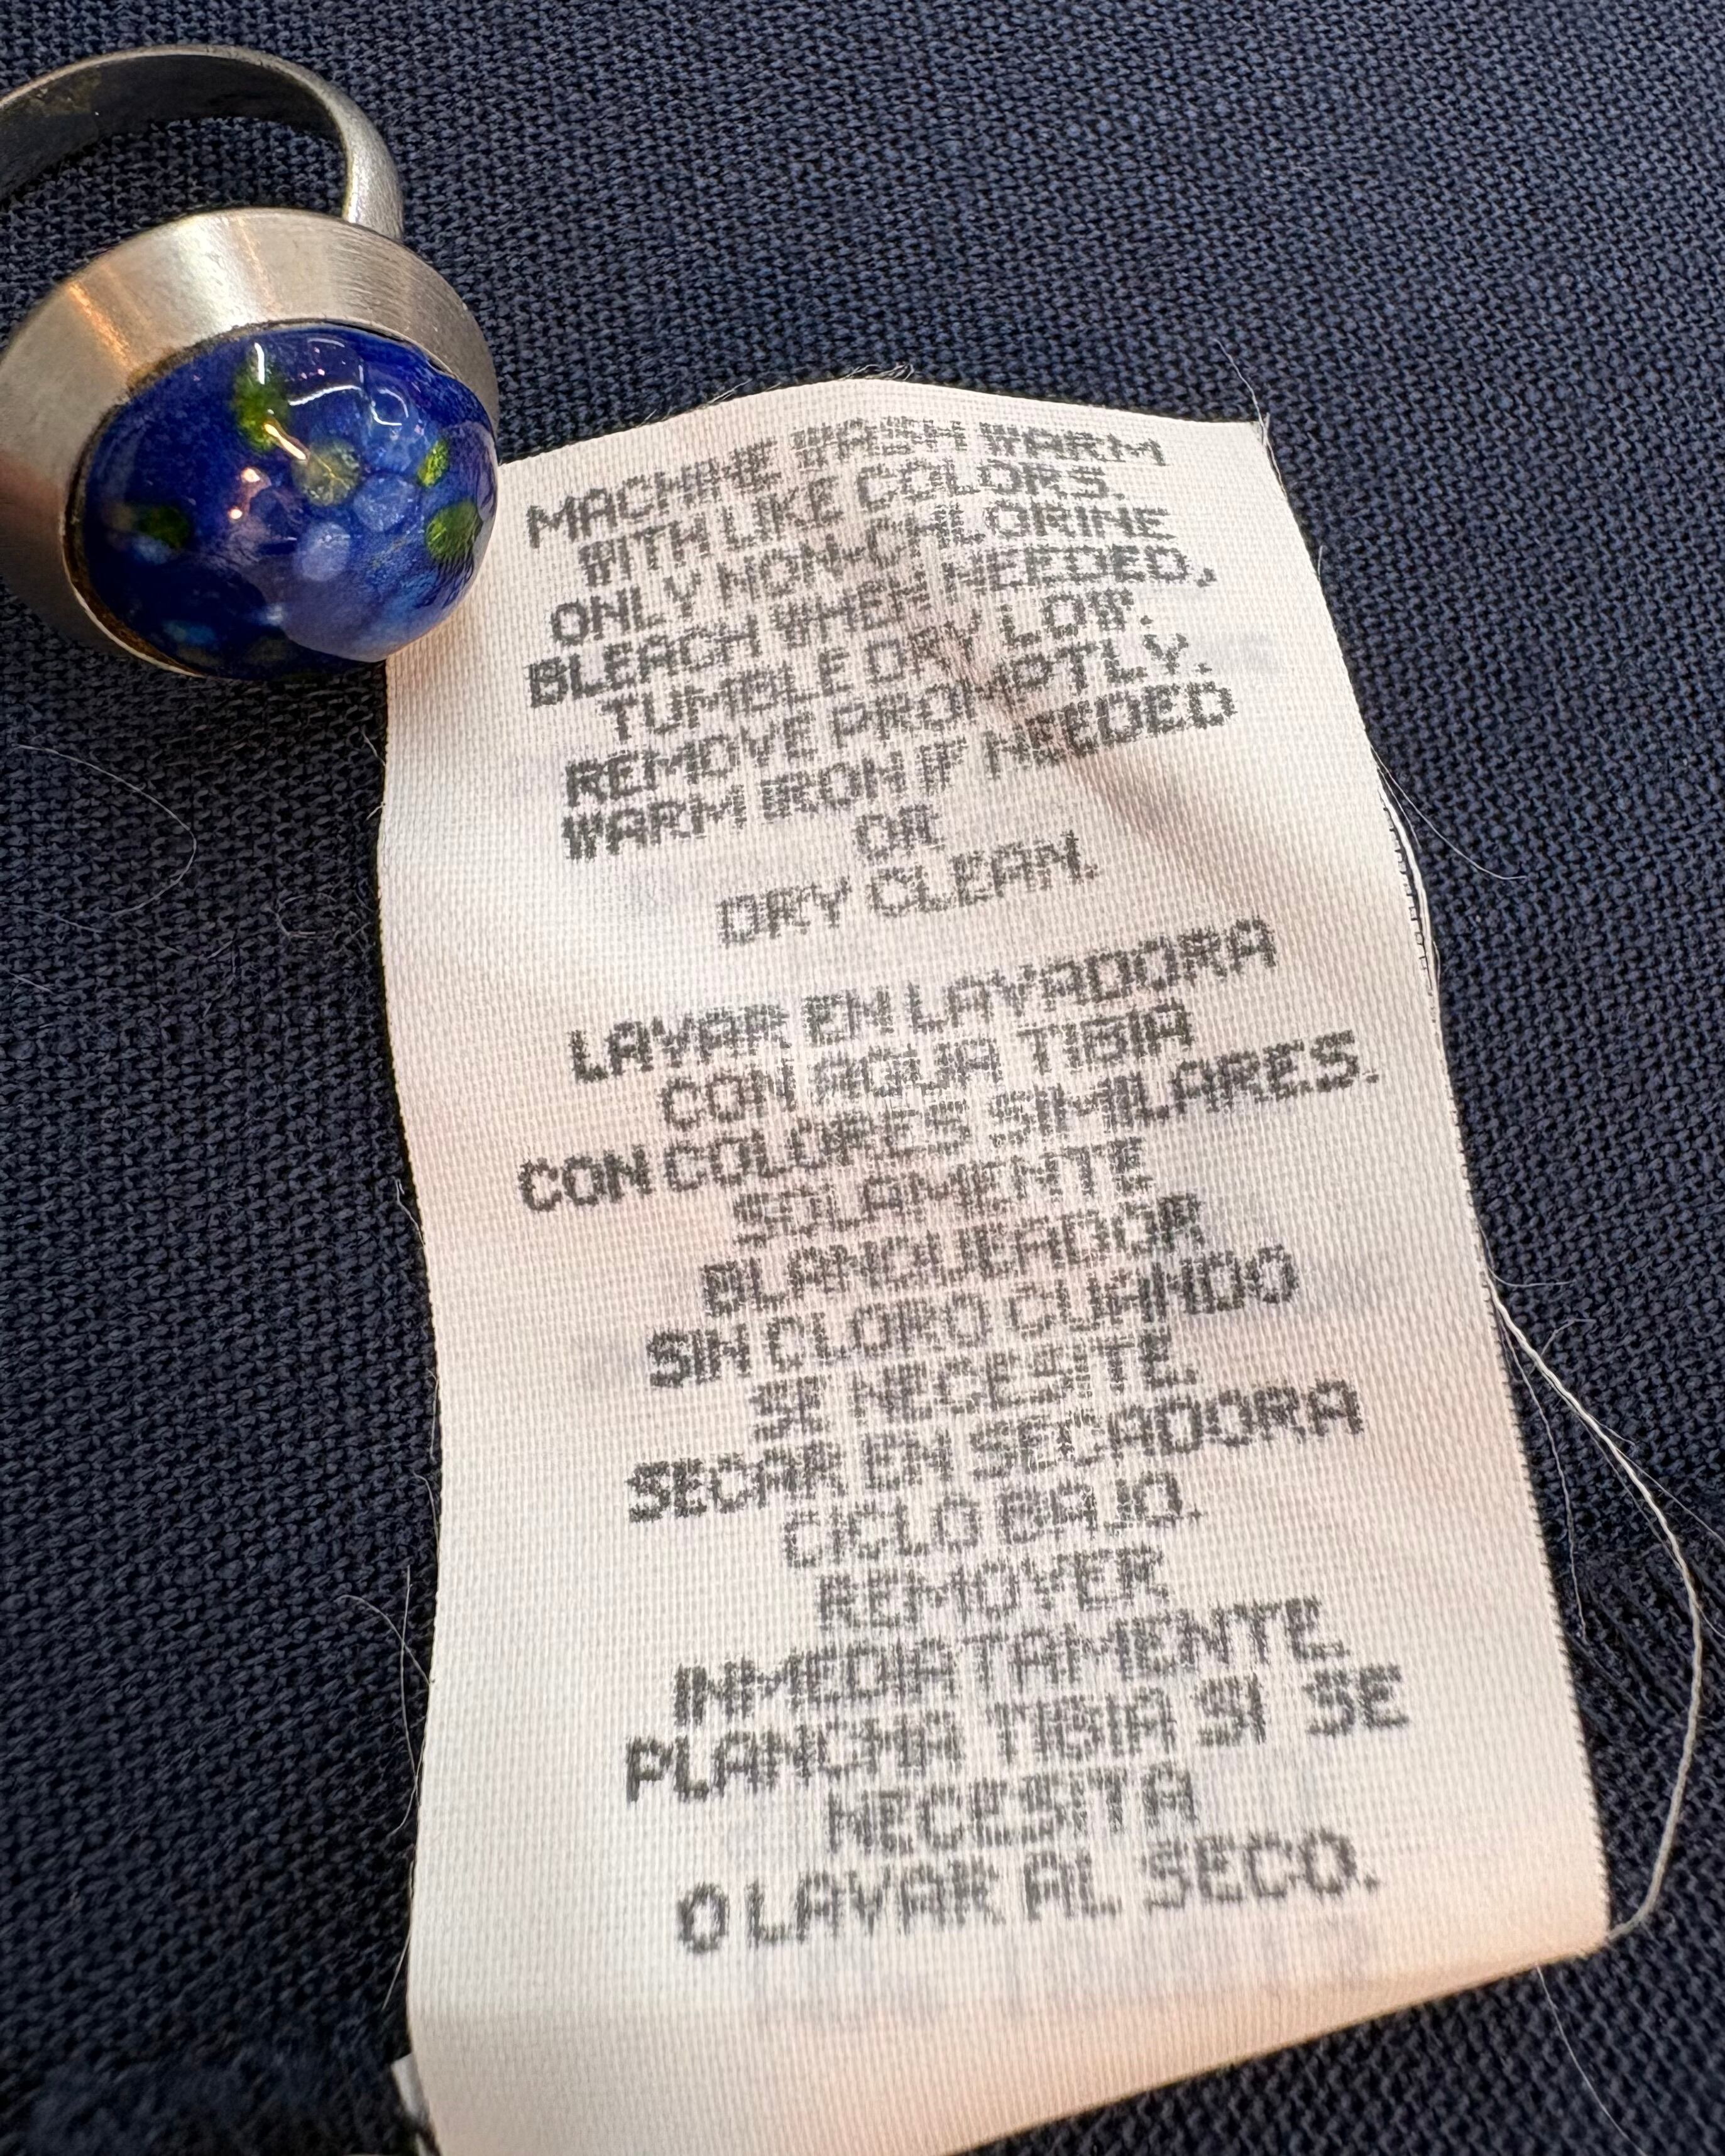 MACHINE WASH WARM
WITH LIKE COLORS.
ONLY NON-CHLORINE
BLEACH WHEN NEEDED,
TUMBLE DRY LOW.
REMOVE PROMPTLY.
WARM IRON IF NEEDED
OR
DRY CLEAN.
LAVAR EN LAVADORA
CON AGUA TIBIA
CON COLORES SIMILARES.
SOLAMENTE
BLANQUEADOR
SIN CLORO CUANDO
SE NECESITE.
SECAR EN SECADORA
CICLO BAJO.
REMOVER
INMEDIATAMENTE.
PLANCHA TIBIA SI SE
NECESITA
O LAVAR AL SECO.